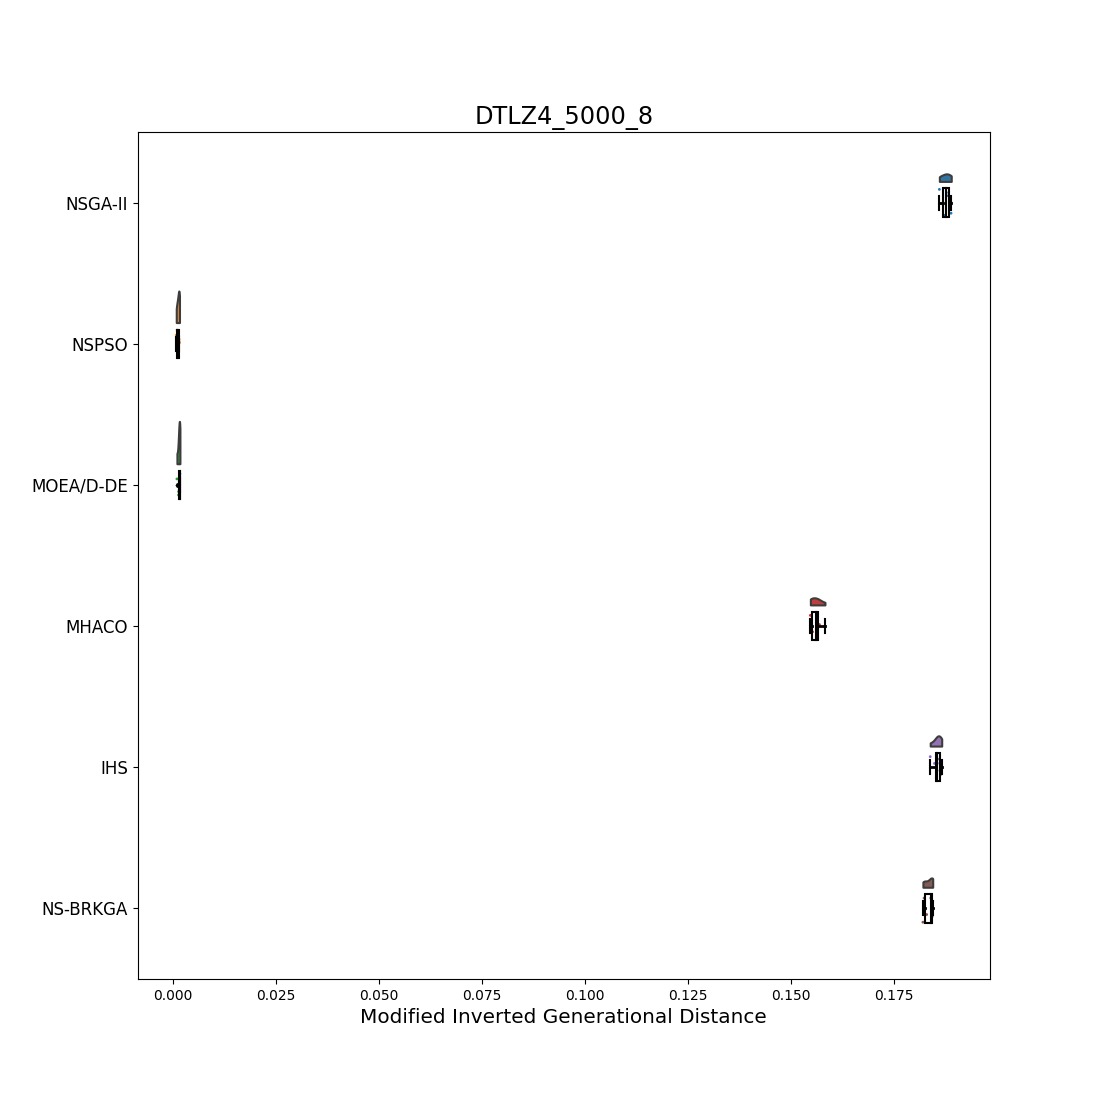 DTLZ4_5000_8
NSGA-II
NSPSO
MOEA/D-DE
MHACO
IHS
NS-BRKGA
0.000 0.025 0.050 0.075 0.100 0.125 0.150 0.175
Modified Inverted Generational Distance